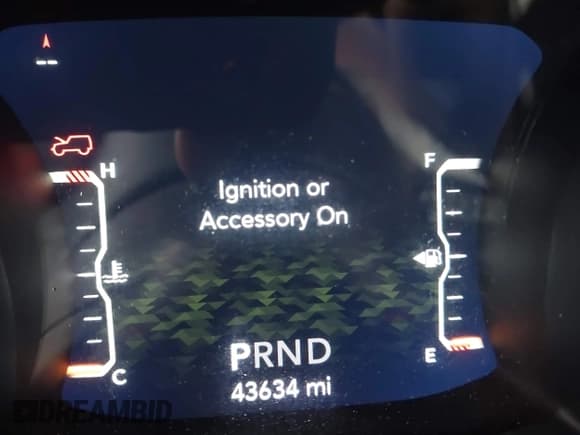 H
F
Ignition or
Accessory On
C
E
PRND
43634 mi
DREAMBID